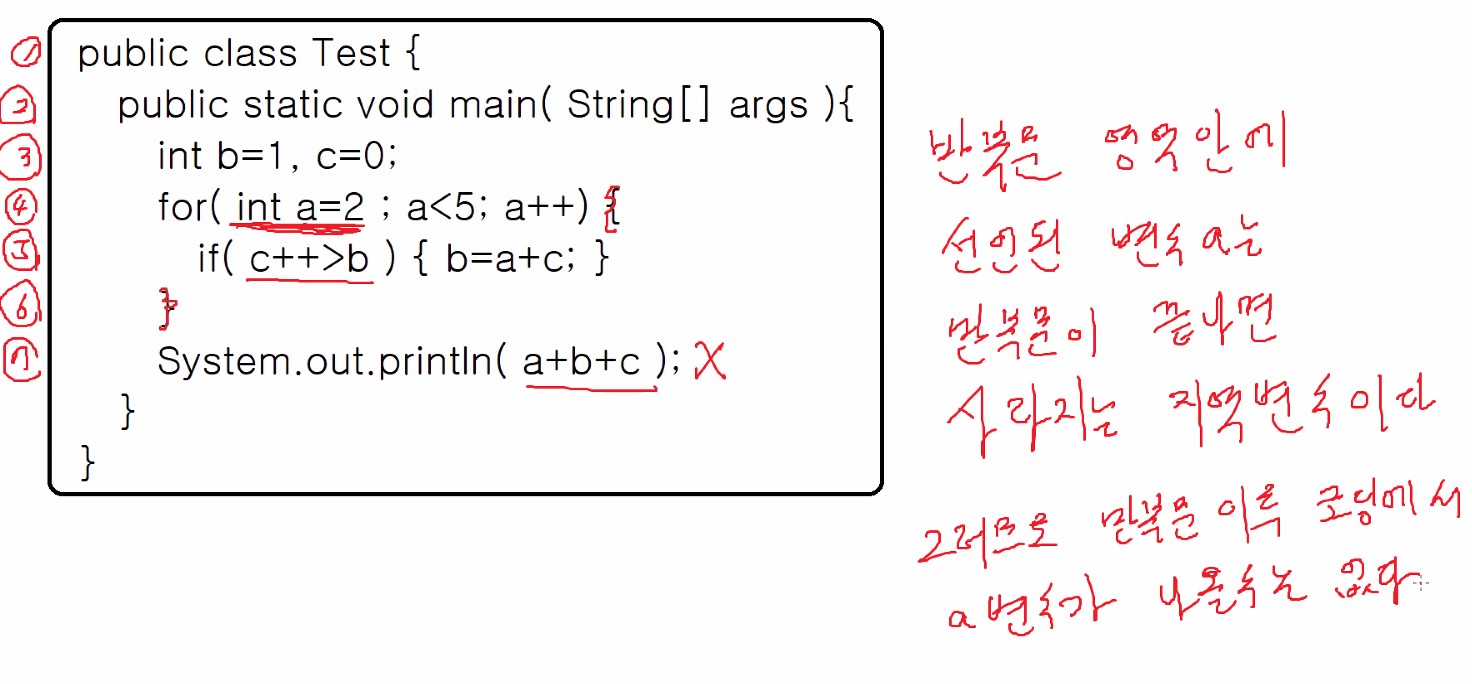 ① public class Test {
② public static void main( String[] args ){
③ int b=1, c=0;
④ for( int a=2 ; a<5; a++) {
⑤ if( c++>b ) { b=a+c; }
⑥ }
⑦ System.out.println( a+b+c ); X
}
}
반복문 영역안에
선언된 변수 a는
반복문이 끝나면
사라지는 지역변수이다
그러므로 반복문 이후 코딩에서
a 변수가 나올수는 없다